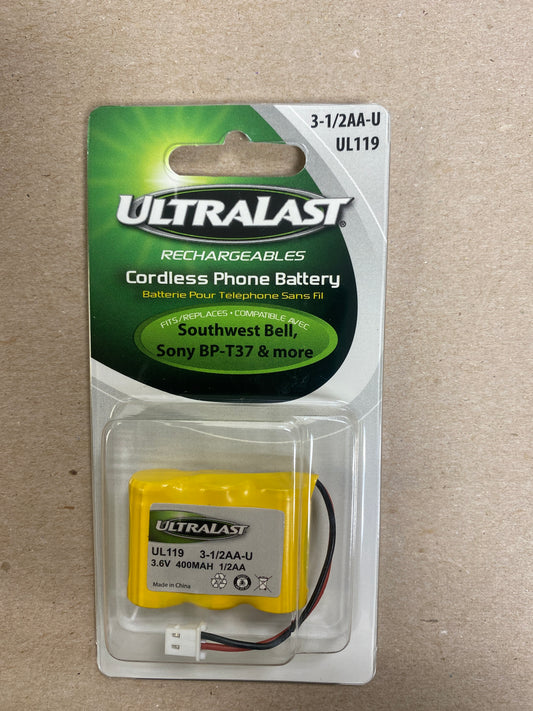 3-1/2AA-U
UL119
ULTRALAST®
RECHARGEABLES
Cordless Phone Battery
Batterie Pour Telephone Sans Fil
FITS/REPLACES • COMPATIBLE AVEC
Southwest Bell,
Sony BP-T37 & more
ULTRALAST
UL119 3-1/2AA-U
3.6V 400MAH 1/2AA
Made in China